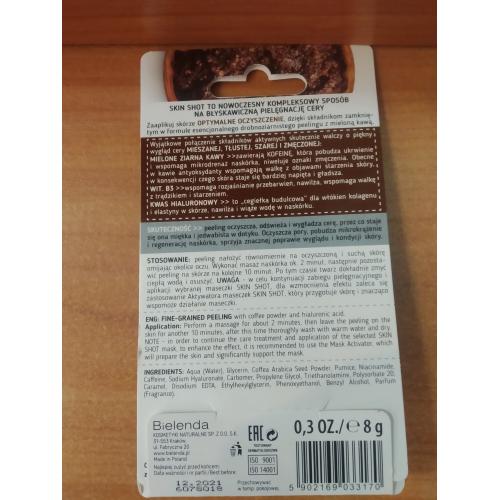 SKIN SHOT TO NOWOCZESNY KOMPLEKSOWY SPOSÓB
NA BŁYSKAWICZNĄ PIELĘGNACJĘ CERY
Zaaplikuj skórze OPTYMALNE OCZYSZCZENIE, dzięki składnikom zamknię-
tym w formule esencjonalnego drobnoziarnistego peelingu z mieloną kawą.
Wyjątkowe połączenie składników aktywnych skutecznie walczy o piękny
wygląd cery MIESZANEJ, TŁUSTEJ, SZAREJ I ZMĘCZONEJ:
MIELONE ZIARNA KAWY >>zawierają KOFEINĘ, która pobudza ukrwienie
i wspomaga mikrodrenaż naskórka, niweluje oznaki zmęczenia. Obecne
w kawie antyoksydanty wspomagają walkę z objawami starzenia skóry,
w konsekwencji czego skóra staje się bardziej napięta i gładsza.
WIT. B3 >>wspomaga rozjaśnianie przebarwień, nawilża, wspomaga walkę
z trądzikiem i starzeniem.
KWAS HIALURONOWY >>to „cegiełka budulcowa” dla włókien kolagenu
i elastyny w skórze, nawilża i wiąże wodę w naskórku.
SKUTECZNOŚĆ >> peeling oczyszcza, odświeża i wygładza cerę, przez co staje
się ona miękka i jedwabista w dotyku. Oczyszcza pory, pobudza mikrokrążenie
i regenerację naskórka, sprzyja znacznej poprawie wyglądu i kondycji skóry.
STOSOWANIE: peeling nałożyć równomiernie na oczyszczoną i suchą skórę
omijając okolice oczu. Wykonać masaż naskórka ok. 2 minut, następnie pozosta-
wić peeling na skórze na kolejne 10 minut. Po tym czasie twarz dokładnie zmyć
ciepłą wodą i osuszyć. UWAGA - w celu kontynuacji zabiegu pielęgnacyjnego i
aplikacji wybranej maseczki SKIN SHOT, dla wzmocnienia efektu zaleca się
zastosowanie Aktywatora maseczek SKIN SHOT, który przygotuje skórę i znacząco
wspomoże działanie maseczki.
ENG: FINE-GRAINED PEELING with coffee powder and hialuronic acid.
Application: Perform a massage for about 2 minutes, then leave the peeling on
the skin for another 10 minutes. after this time thoroughly wash with warm water and dry.
NOTE - in order to continue the care treatment and application of the selected SKIN
SHOT mask, to enhance the effect, it is recommended to use the Mask Activator, which
will prepare the skin and significantly support the mask.
INGREDIENTS: Aqua (Water), Glycerin, Coffea Arabica Seed Powder, Pumice, Niacinamide,
Caffeine, Sodium Hyaluronate, Carbomer, Propylene Glycol, Triethanolamine, Polysorbate 20,
Caramel, Disodium EDTA, Ethylhexylglycerin, Phenoxyethanol, Benzyl Alcohol, Parfum
(Fragrance).
Bielenda
KOSMETYKI NATURALNE SP. Z O.O. S.K.
31-553 Kraków
ul. Fabryczna 20
www.bielenda.pl
Made in Poland
Najlepiej zużyć przed końcem:
Data ważności i nr partii/Best before:
12.2021
6075018
EAC
ISO 9001
ISO 14001
Przechowywać
w temp. pokojowej.
0,3 OZ./℮ 8 g
5 902169 033170